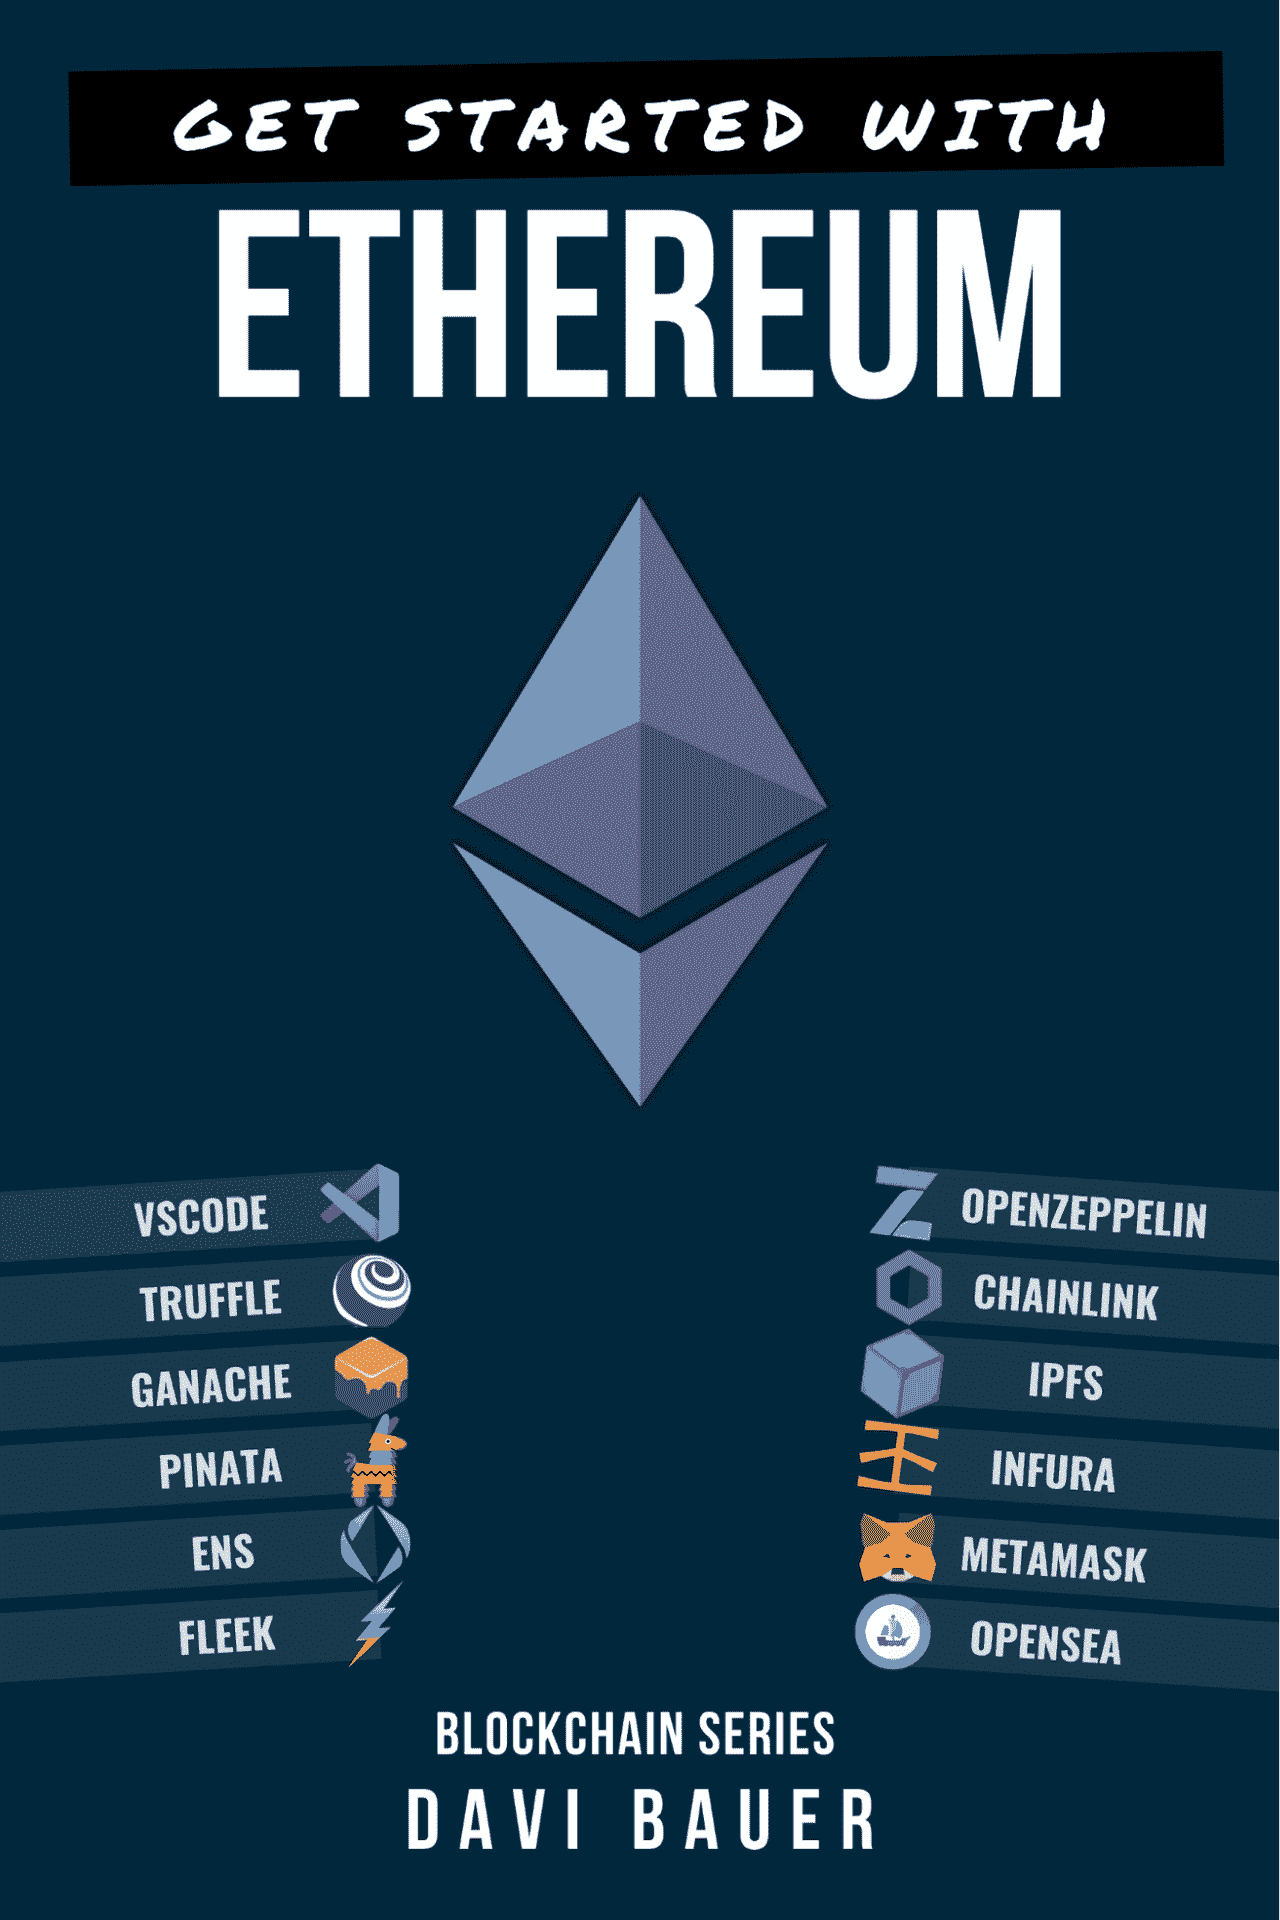 GET STARTED WITH
ETHEREUM
VSCODE
TRUFFLE
GANACHE
PINATA
ENS
FLEEK
OPENZEPPELIN
CHAINLINK
IPFS
INFURA
METAMASK
OPENSEA
BLOCKCHAIN SERIES
DAVI BAUER